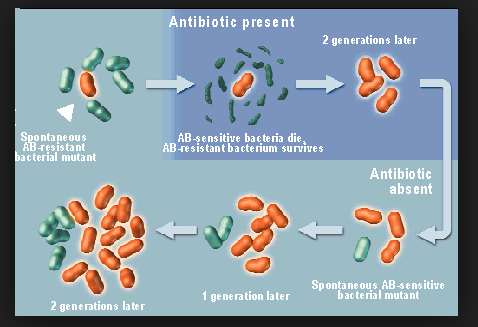 Antibiotic present
2 generations later
Spontaneous
AB-resistant
bacterial mutant
AB-sensitive bacteria die,
AB-resistant bacterium survives
Antibiotic
absent
Spontaneous AB-sensitive
bacterial mutant
1 generation later
2 generations later